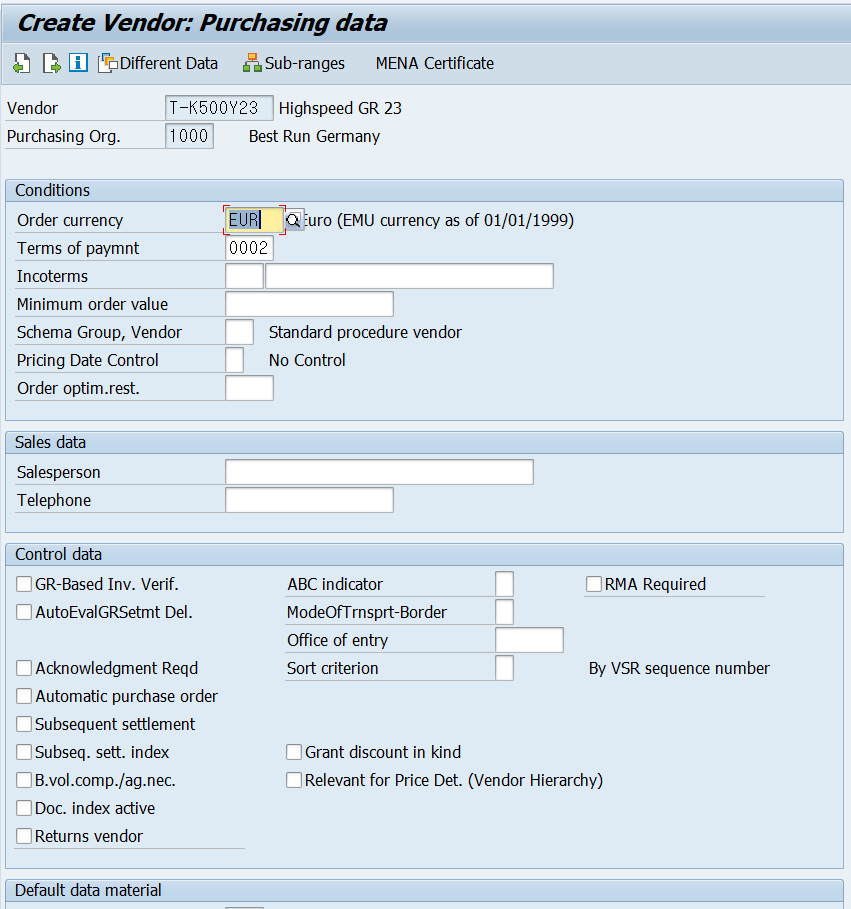 Create Vendor: Purchasing data
Different Data Sub-ranges MENA Certificate
Vendor T-K500Y23 Highspeed GR 23
Purchasing Org. 1000 Best Run Germany
Conditions
Order currency EUR Euro (EMU currency as of 01/01/1999)
Terms of paymnt 0002
Incoterms
Minimum order value
Schema Group, Vendor Standard procedure vendor
Pricing Date Control No Control
Order optim.rest.
Sales data
Salesperson
Telephone
Control data
GR-Based Inv. Verif. ABC indicator RMA Required
AutoEvalGRSetmt Del. ModeOfTrnsprt-Border
Office of entry
Acknowledgment Reqd Sort criterion By VSR sequence number
Automatic purchase order
Subsequent settlement
Subseq. sett. index Grant discount in kind
B.vol.comp./ag.nec. Relevant for Price Det. (Vendor Hierarchy)
Doc. index active
Returns vendor
Default data material